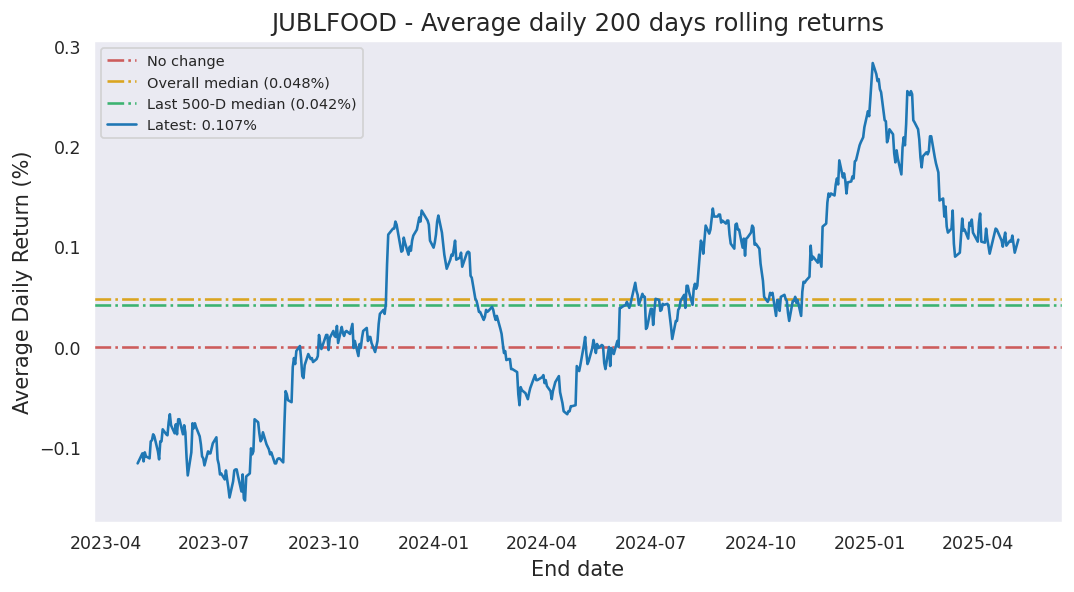 JUBLFOOD - Average daily 200 days rolling returns
No change
Overall median (0.048%)
Last 500-D median (0.042%)
Latest: 0.107%
Average Daily Return (%)
0.3
0.2
0.1
0.0
−0.1
2023-04 2023-07 2023-10 2024-01 2024-04 2024-07 2024-10 2025-01 2025-04
End date